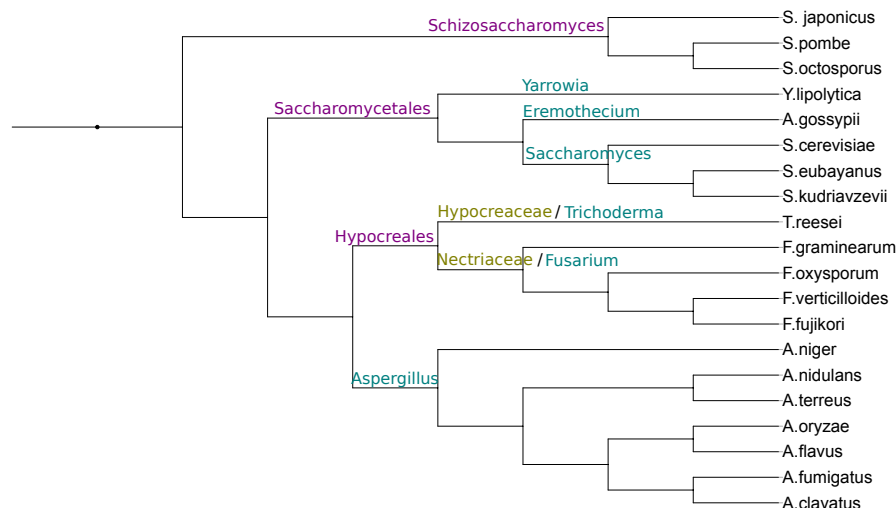 Schizosaccharomyces
S. japonicus
S.pombe
S.octosporus
Yarrowia
Y.lipolytica
Saccharomycetales
Eremothecium
A.gossypii
Saccharomyces
S.cerevisiae
S.eubayanus
S.kudriavzevii
Hypocreaceae/Trichoderma
T.reesei
Hypocreales
F.graminearum
Nectriaceae/Fusarium
F.oxysporum
F.verticilloides
F.fujikori
A.niger
Aspergillus
A.nidulans
A.terreus
A.oryzae
A.flavus
A.fumigatus
A.clavatus